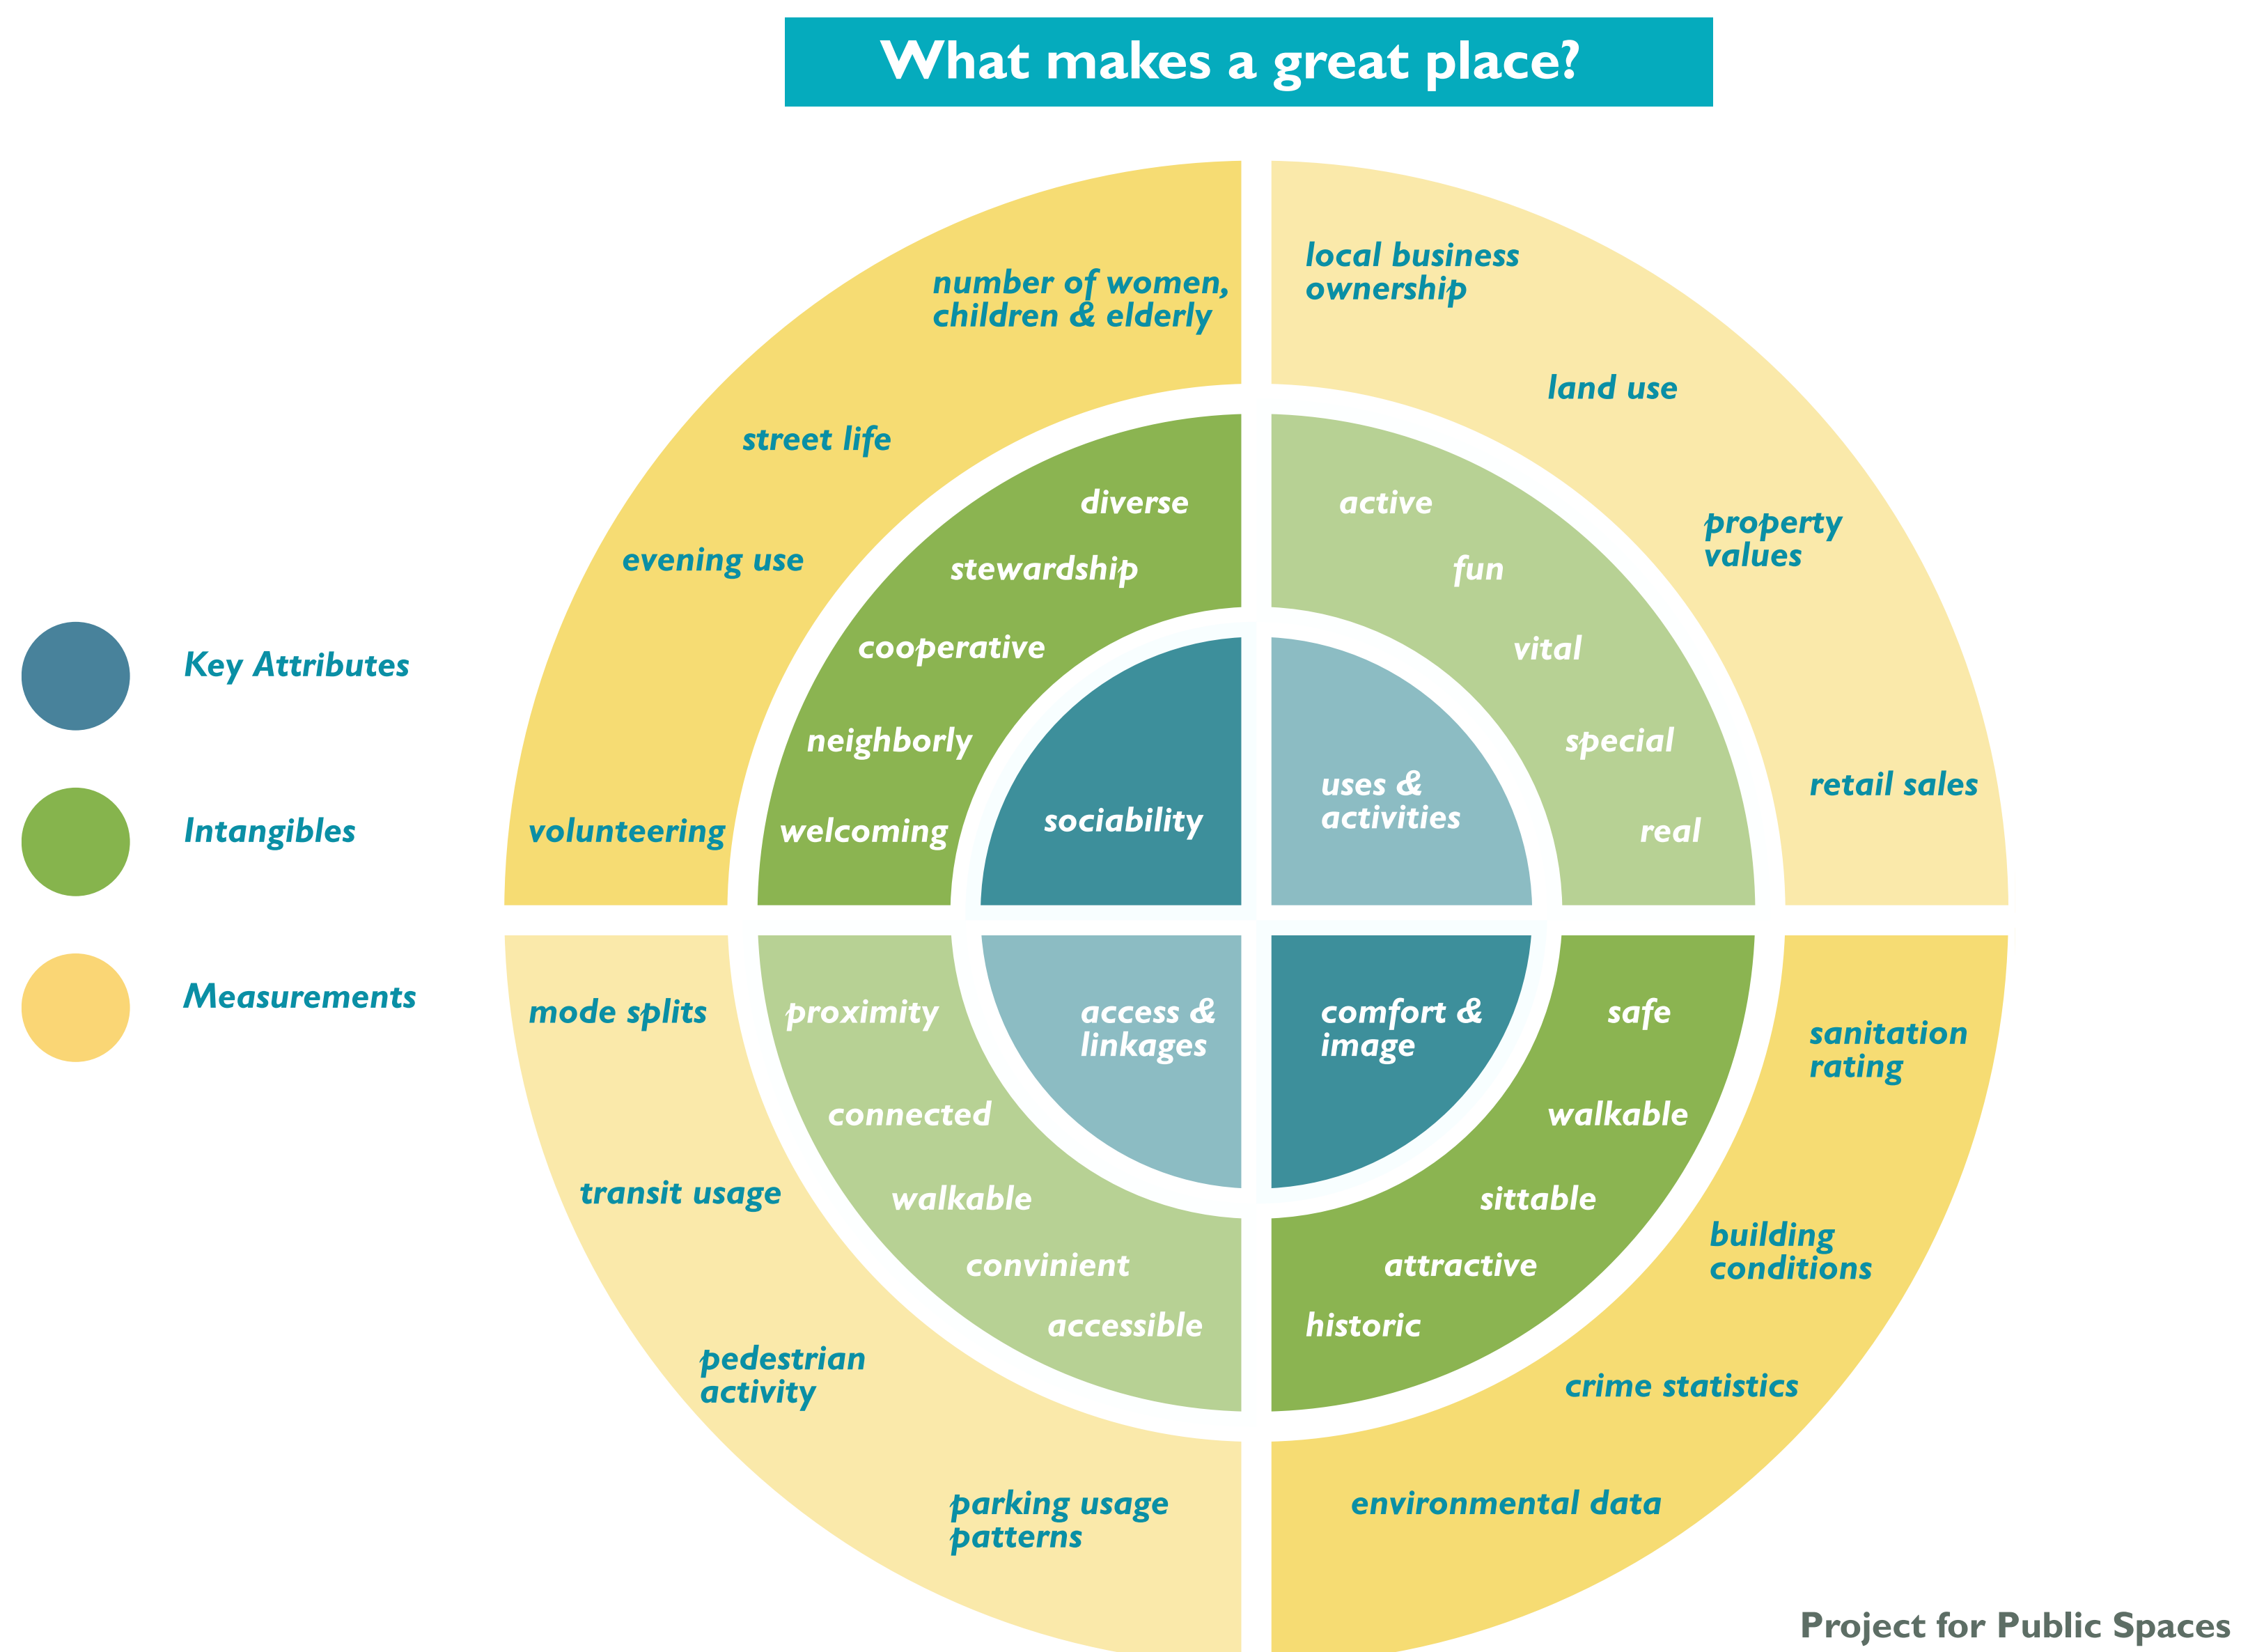 What makes a great place?
number of women,
children & elderly
street life
evening use
volunteering
local business
ownership
land use
property
values
retail sales
diverse
stewardship
cooperative
neighborly
welcoming
active
fun
vital
special
real
sociability
uses &
activities
Key Attributes
Intangibles
Measurements
access &
linkages
comfort &
image
proximity
connected
walkable
convinient
accessible
safe
walkable
sittable
attractive
historic
mode splits
transit usage
pedestrian
activity
parking usage
patterns
sanitation
rating
building
conditions
crime statistics
environmental data
Project for Public Spaces